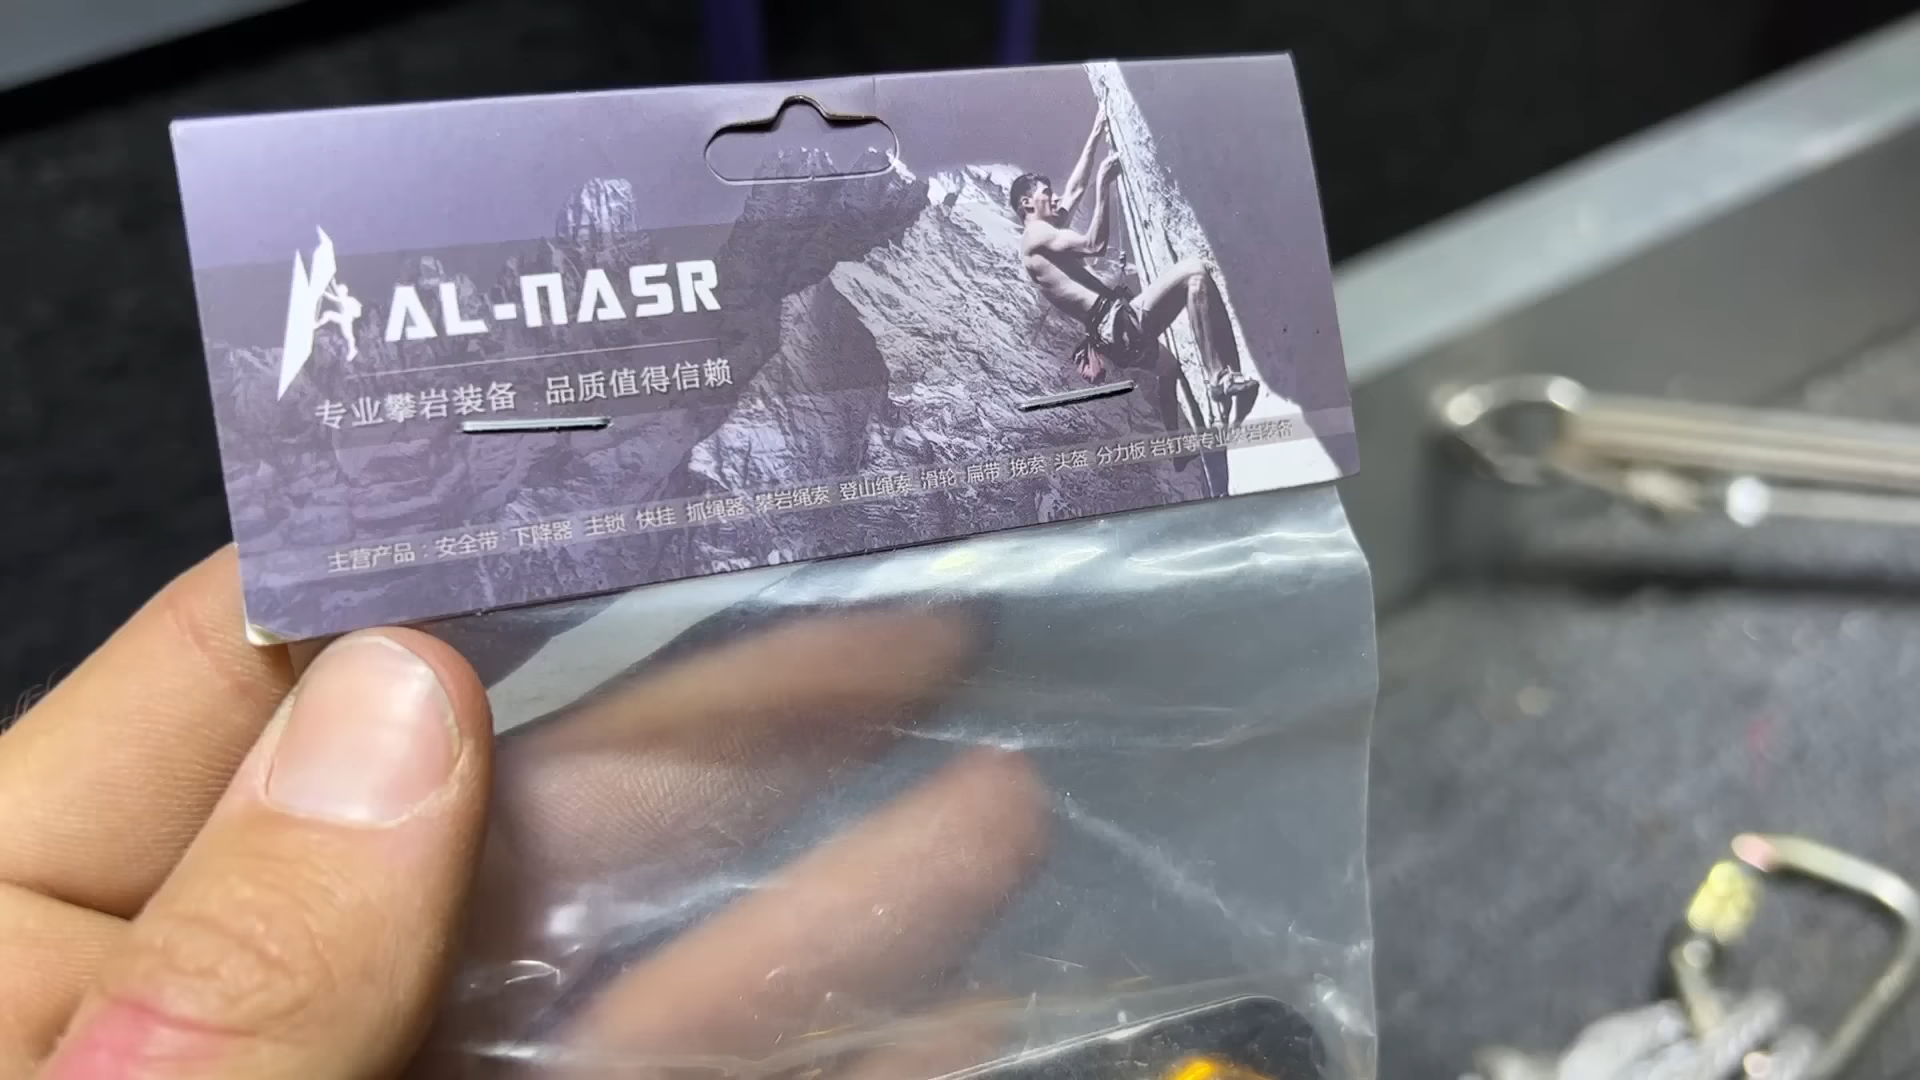 AL-NASR
专业攀岩装备 品质值得信赖
主营产品：安全带 下降器 主锁 快挂 抓绳器 攀岩绳索 登山绳索 滑轮 扁带 挽索 头盔 分力板 岩钉等专业攀岩装备